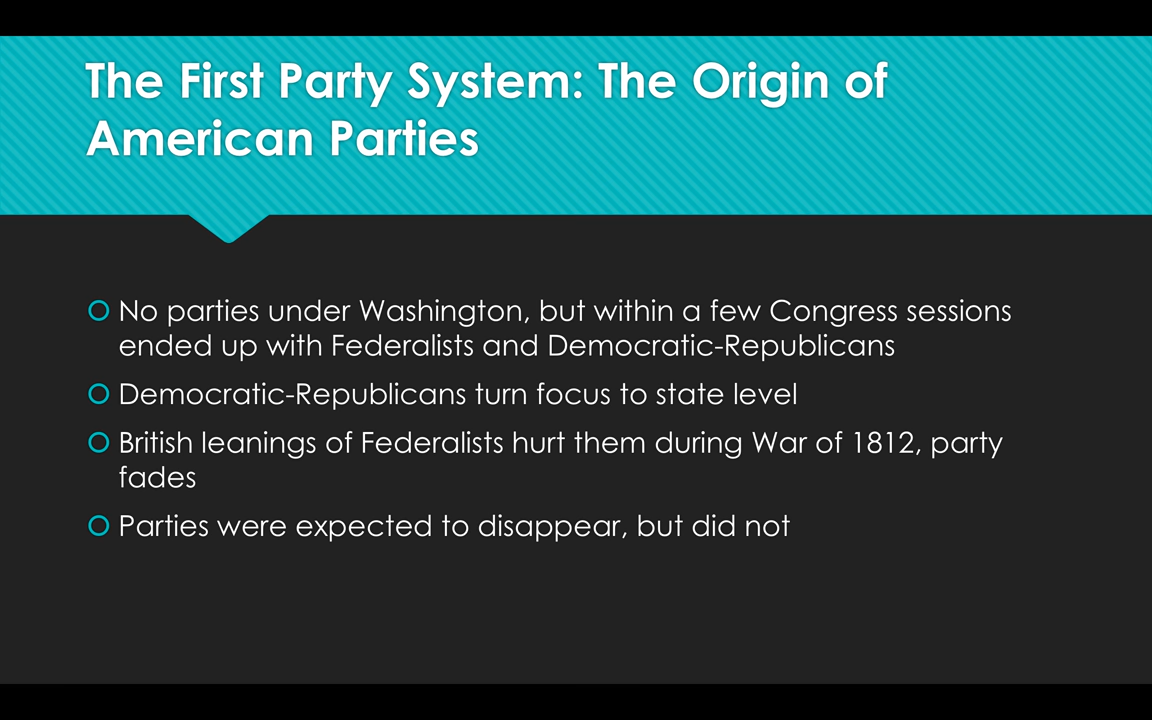 The First Party System: The Origin of
American Parties
No parties under Washington, but within a few Congress sessions
ended up with Federalists and Democratic-Republicans
Democratic-Republicans turn focus to state level
British leanings of Federalists hurt them during War of 1812, party
fades
Parties were expected to disappear, but did not